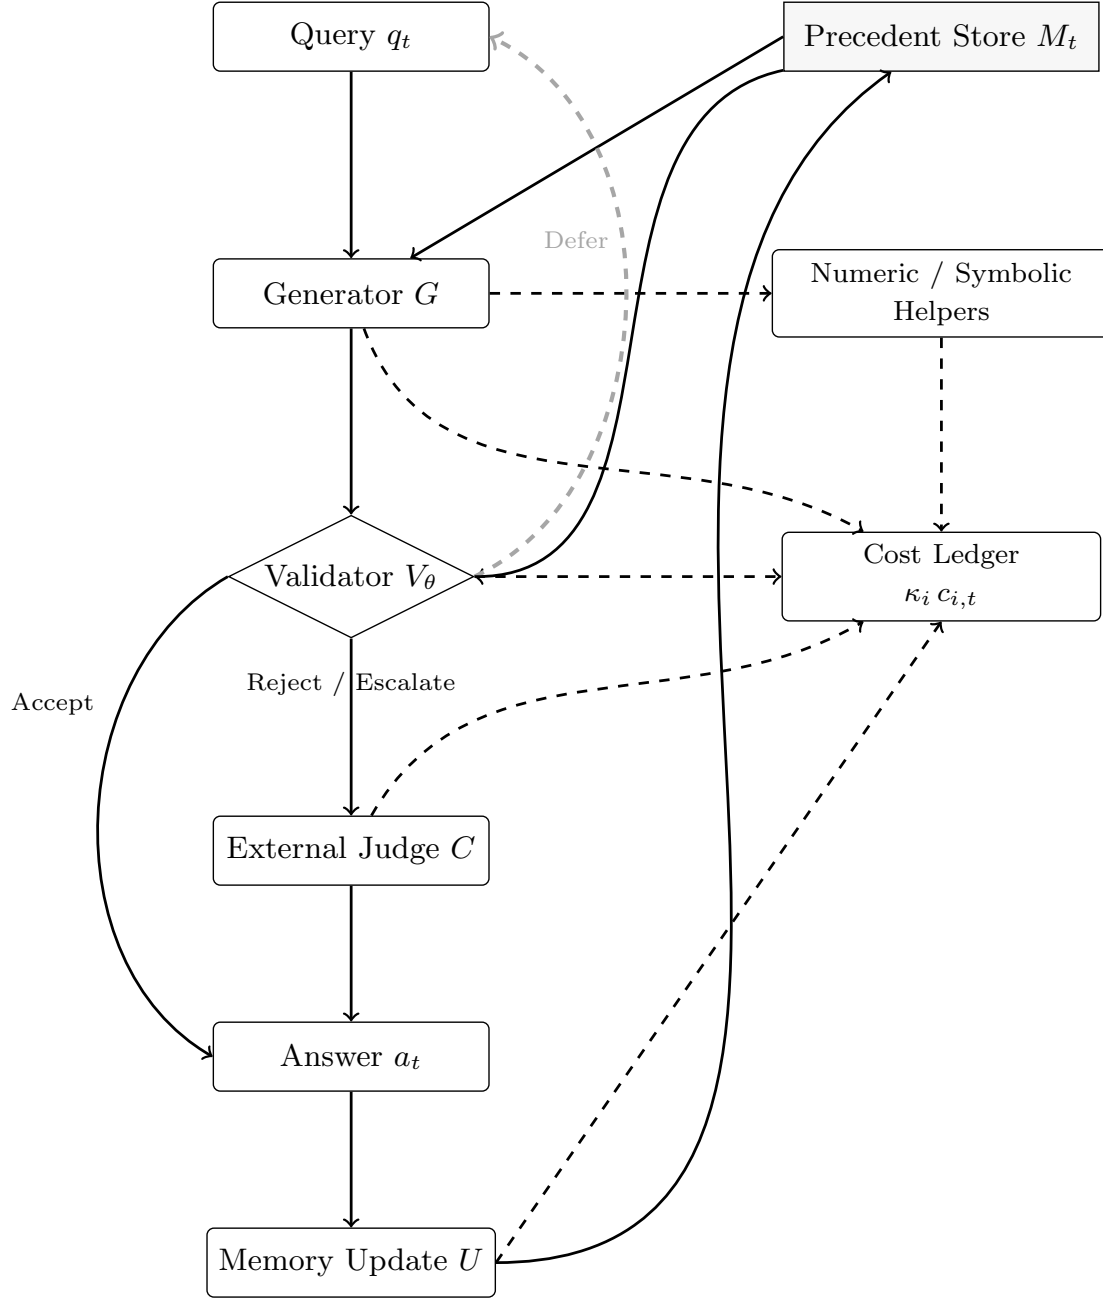 Query q_t
Precedent Store M_t
Defer
Generator G
Numeric / Symbolic
Helpers
Validator V_θ
Cost Ledger
κ_i c_{i,t}
Reject / Escalate
Accept
External Judge C
Answer a_t
Memory Update U